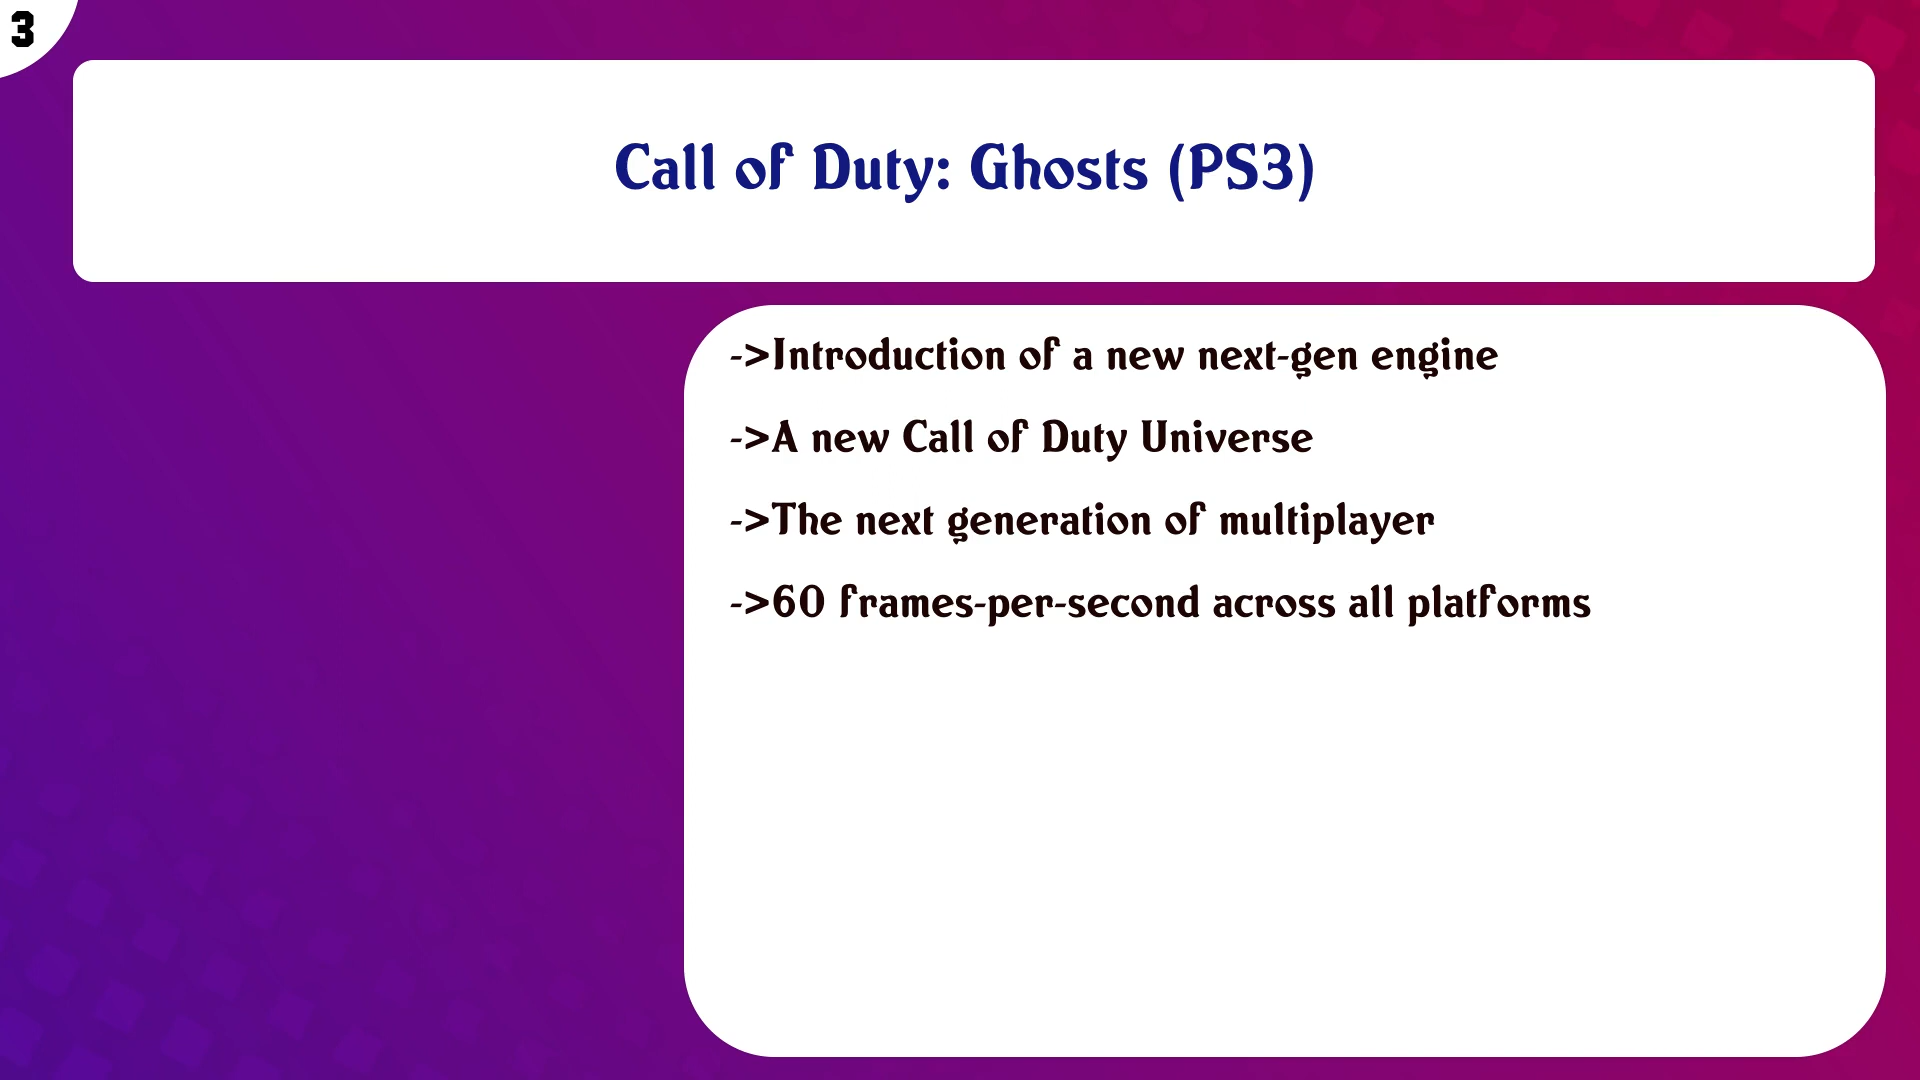 3
Call of Duty: Ghosts (PS3)
->Introduction of a new next-gen engine
->A new Call of Duty Universe
->The next generation of multiplayer
->60 frames-per-second across all platforms